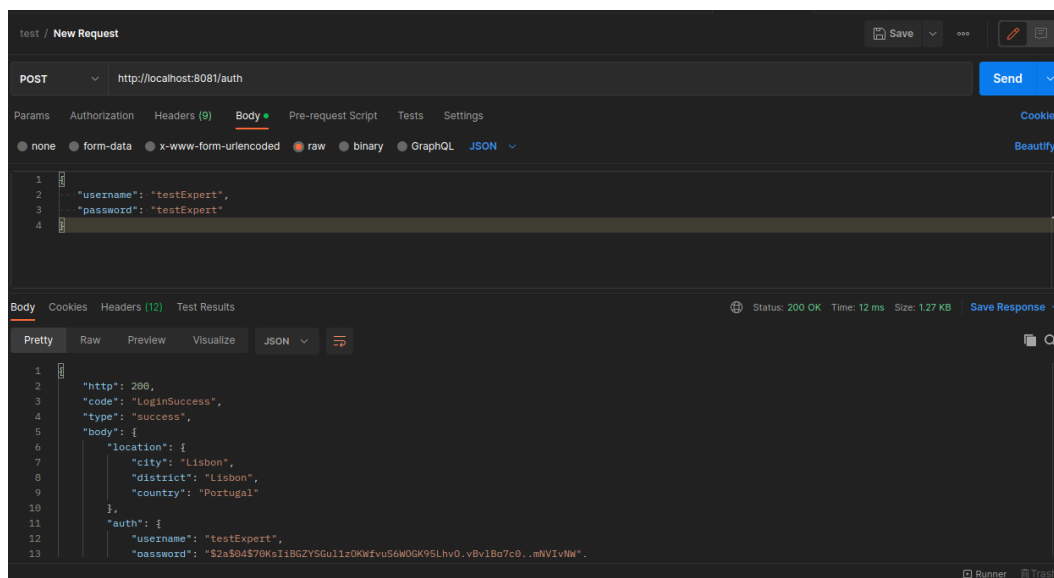 test / New Request
Save
POST
http://localhost:8081/auth
Send
Params Authorization Headers (9) Body Pre-request Script Tests Settings
Cookie
none form-data x-www-form-urlencoded raw binary GraphQL JSON
Beautify
1 {
2 "username": "testExpert",
3 "password": "testExpert"
4 }
Body Cookies Headers (12) Test Results
Status: 200 OK Time: 12 ms Size: 1.27 KB
Save Response
Pretty Raw Preview Visualize JSON
1 {
2 "http": 200,
3 "code": "LoginSuccess",
4 "type": "success",
5 "body": {
6 "location": {
7 "city": "Lisbon",
8 "district": "Lisbon",
9 "country": "Portugal"
10 },
11 "auth": {
12 "username": "testExpert",
13 "password":
Runner Trash